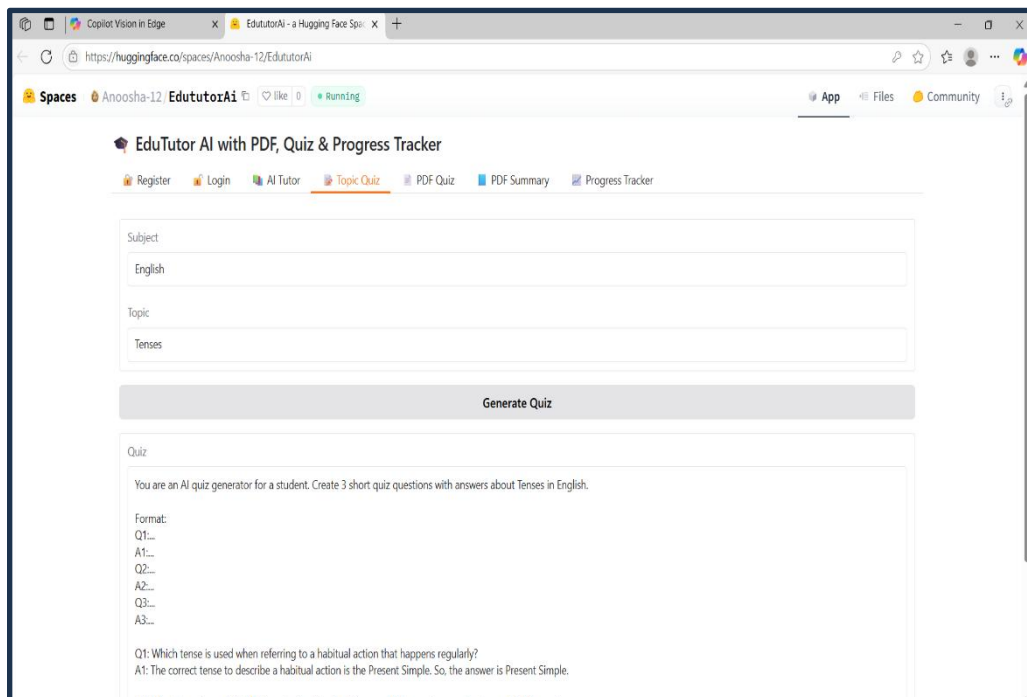 Copilot Vision in Edge
EdututorAi - a Hugging Face Spac
https://huggingface.co/spaces/Anoosha-12/EdututorAi
Spaces Anoosha-12/EdututorAi like 0 Running
App Files Community
EduTutor AI with PDF, Quiz & Progress Tracker
Register Login AI Tutor Topic Quiz PDF Quiz PDF Summary Progress Tracker
Subject
English
Topic
Tenses
Generate Quiz
Quiz
You are an AI quiz generator for a student. Create 3 short quiz questions with answers about Tenses in English.
Format:
Q1:...
A1:...
Q2:...
A2:...
Q3:...
A3:...
Q1: Which tense is used when referring to a habitual action that happens regularly?
A1: The correct tense to describe a habitual action is the Present Simple. So, the answer is Present Simple.